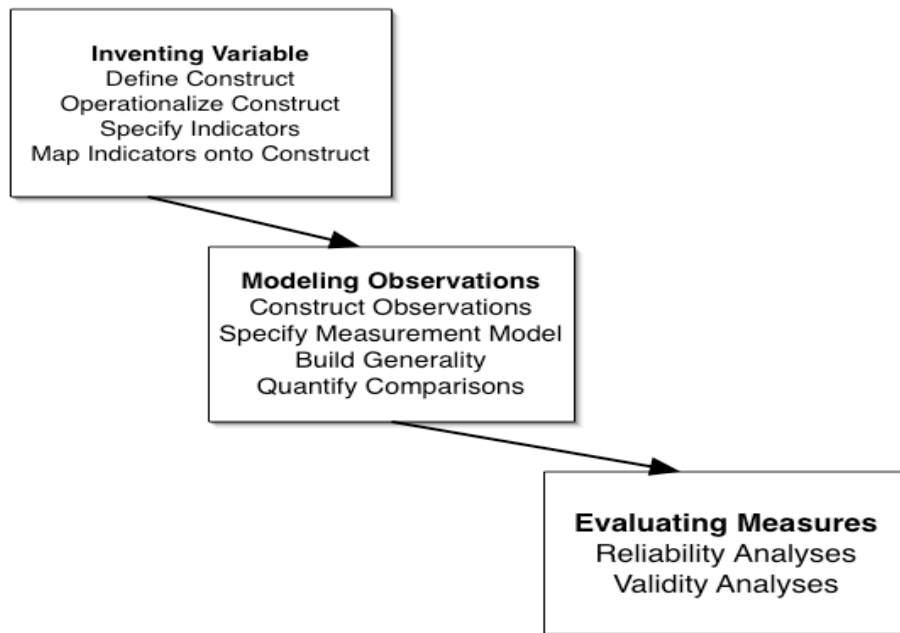 Inventing Variable
Define Construct
Operationalize Construct
Specify Indicators
Map Indicators onto Construct
Modeling Observations
Construct Observations
Specify Measurement Model
Build Generality
Quantify Comparisons
Evaluating Measures
Reliability Analyses
Validity Analyses